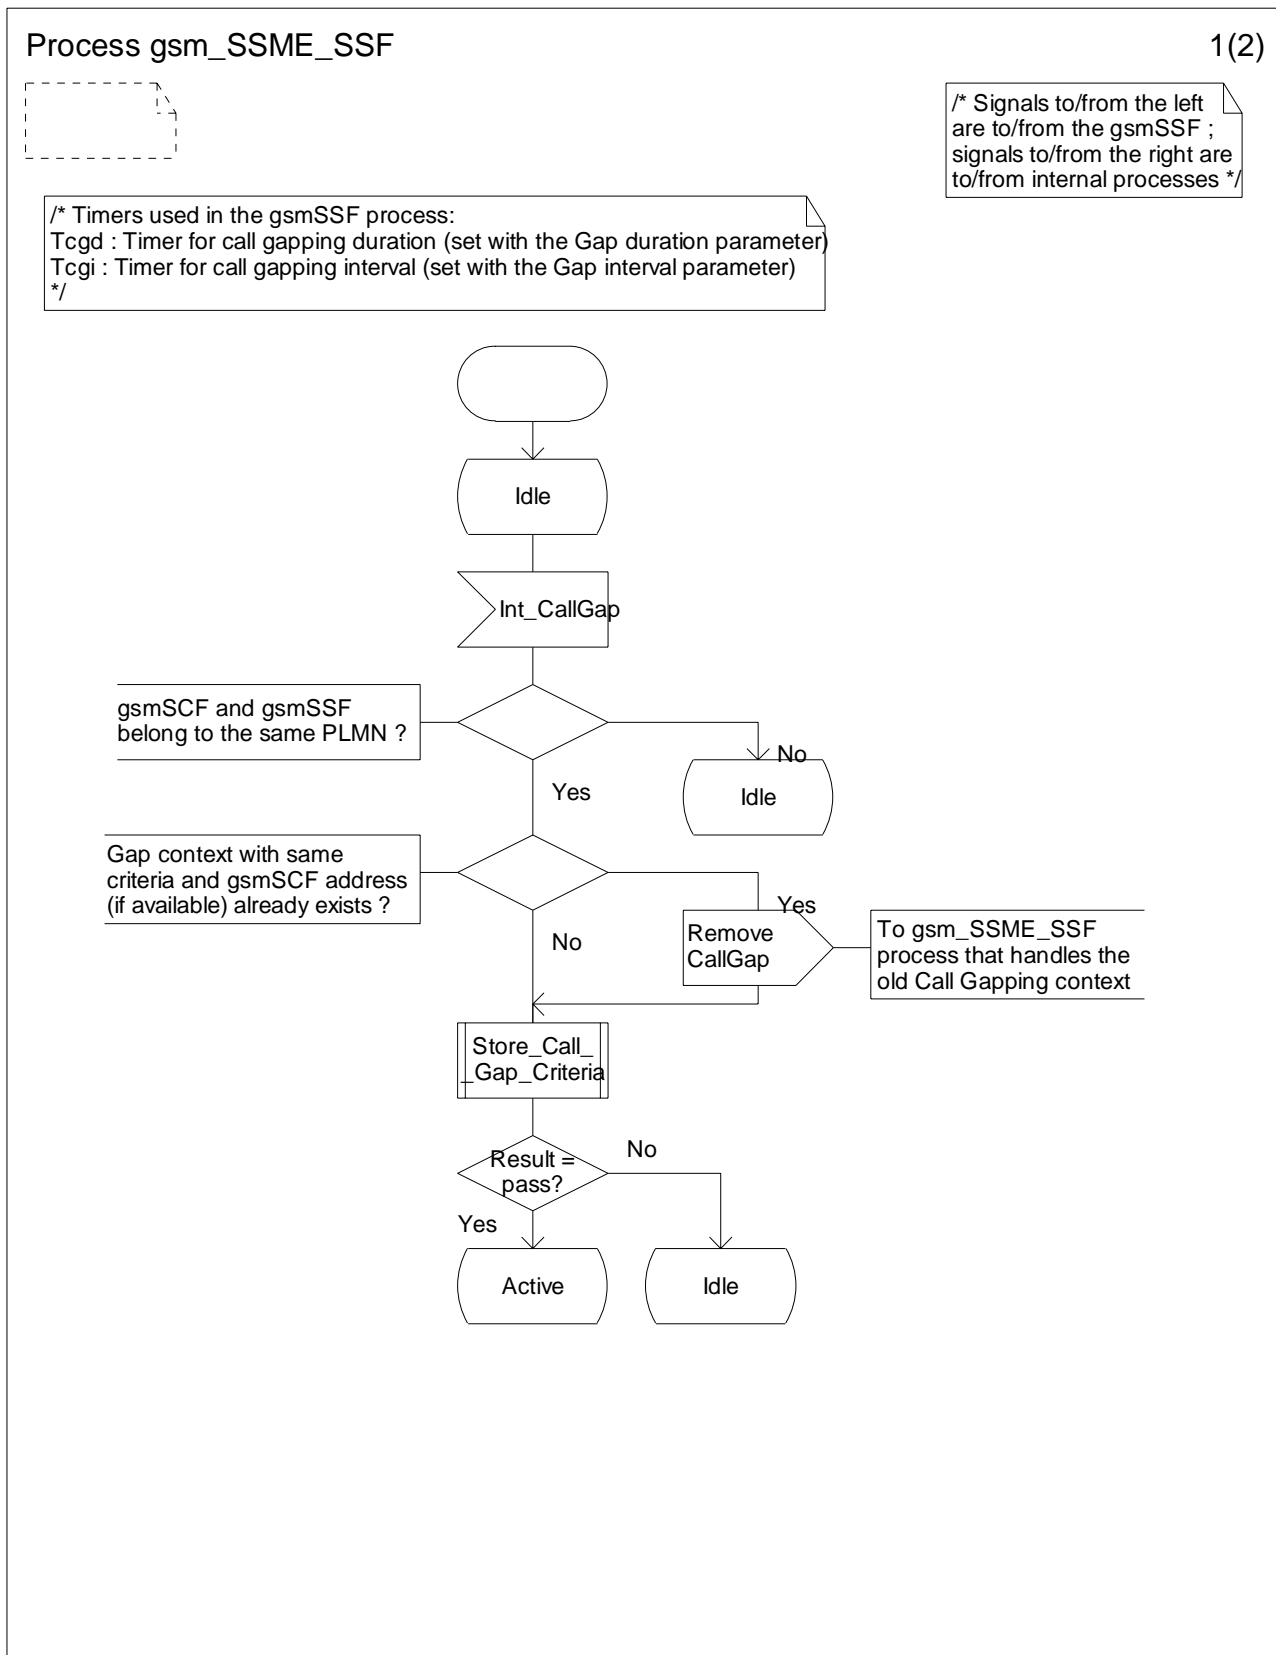 Process gsm_SSME_SSF
1(2)
/* Signals to/from the left
are to/from the gsmSSF ;
signals to/from the right are
to/from internal processes */
/* Timers used in the gsmSSF process:
Tcgd : Timer for call gapping duration (set with the Gap duration parameter)
Tcgi : Timer for call gapping interval (set with the Gap interval parameter)
*/
Idle
Int_CallGap
gsmSCF and gsmSSF
belong to the same PLMN ?
No
Idle
Yes
Gap context with same
criteria and gsmSCF address
(if available) already exists ?
Yes
Remove
CallGap
To gsm_SSME_SSF
process that handles the
old Call Gapping context
No
Store_Call_
_Gap_Criteria
Result =
pass?
No
Yes
Active
Idle